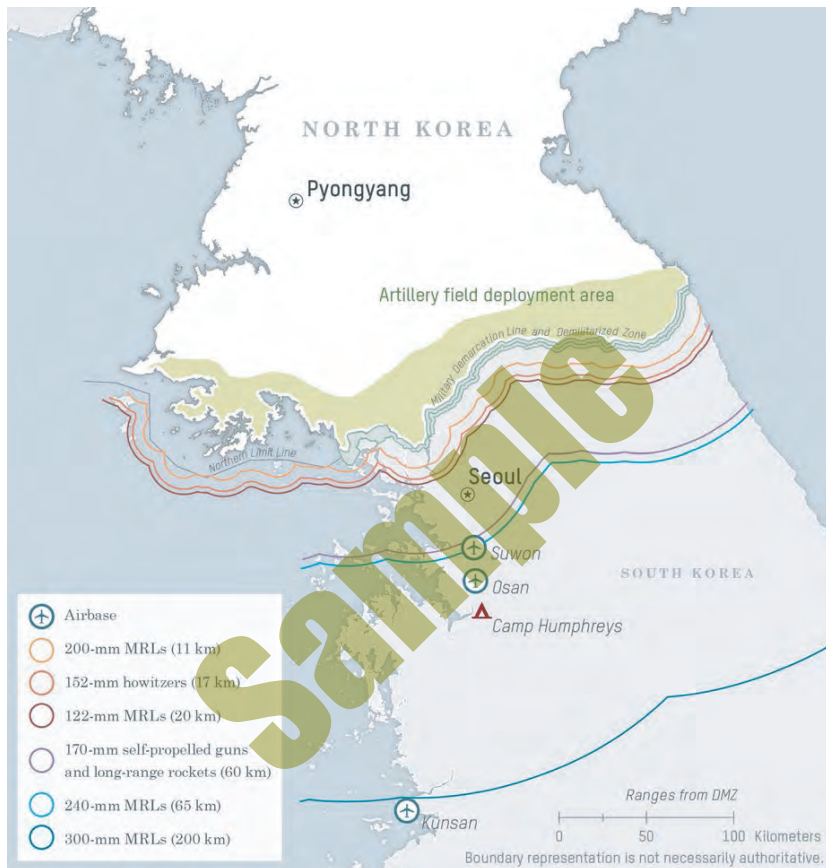 NORTH KOREA
Pyongyang
Artillery field deployment area
Military Demarcation Line and Demilitarized Zone
Northern Limit Line
Seoul
Suwon
Osan
SOUTH KOREA
Camp Humphreys
Kunsan
Airbase
200-mm MRLs (11 km)
152-mm howitzers (17 km)
122-mm MRLs (20 km)
170-mm self-propelled guns
and long-range rockets (60 km)
240-mm MRLs (65 km)
300-mm MRLs (200 km)
Ranges from DMZ
0 50 100 Kilometers
Boundary representation is not necessarily authoritative.
Sample